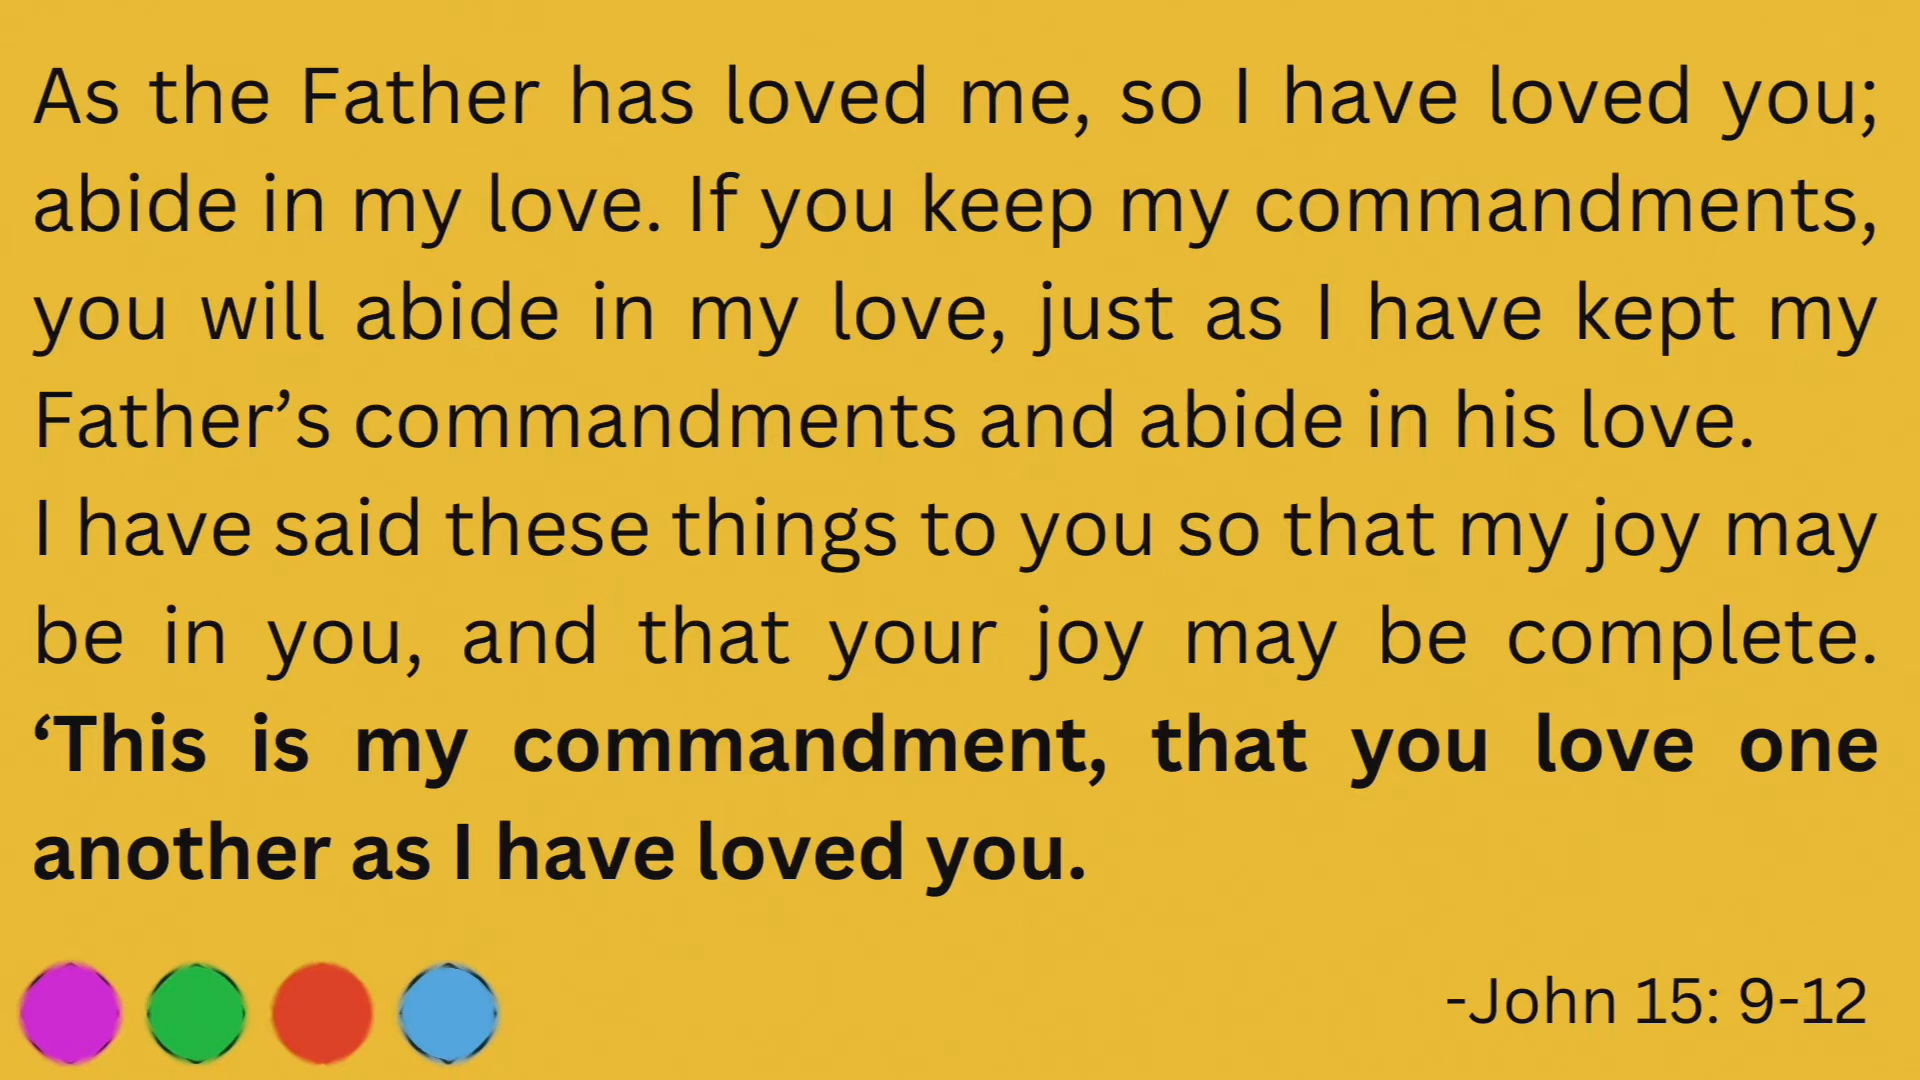 As the Father has loved me, so I have loved you;
abide in my love. If you keep my commandments,
you will abide in my love, just as I have kept my
Father’s commandments and abide in his love.
I have said these things to you so that my joy may
be in you, and that your joy may be complete.
‘This is my commandment, that you love one
another as I have loved you.
-John 15: 9-12